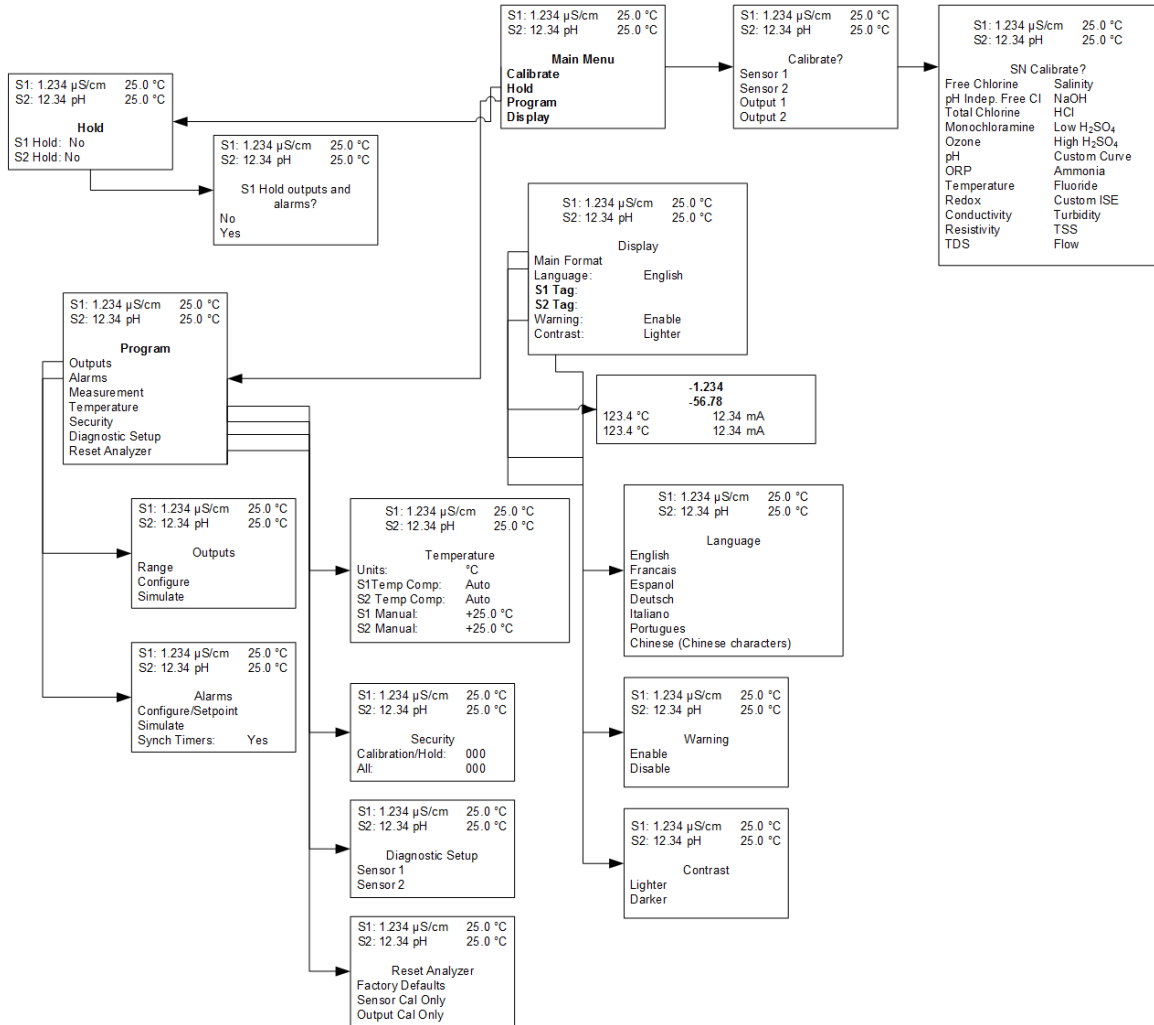 S1: 1.234 µS/cm 25.0 °C
S2: 12.34 pH 25.0 °C
Main Menu
Calibrate
Hold
Program
Display
S1: 1.234 µS/cm 25.0 °C
S2: 12.34 pH 25.0 °C
Calibrate?
Sensor 1
Sensor 2
Output 1
Output 2
S1: 1.234 µS/cm 25.0 °C
S2: 12.34 pH 25.0 °C
SN Calibrate?
Free Chlorine Salinity
pH Indep. Free Cl NaOH
Total Chlorine HCl
Monochloramine Low H₂SO₄
Ozone High H₂SO₄
pH Custom Curve
ORP Ammonia
Temperature Fluoride
Redox Custom ISE
Conductivity Turbidity
Resistivity TSS
TDS Flow
S1: 1.234 µS/cm 25.0 °C
S2: 12.34 pH 25.0 °C
Hold
S1 Hold: No
S2 Hold: No
S1: 1.234 µS/cm 25.0 °C
S2: 12.34 pH 25.0 °C
S1 Hold outputs and
alarms?
No
Yes
S1: 1.234 µS/cm 25.0 °C
S2: 12.34 pH 25.0 °C
Display
Main Format
Language: English
S1 Tag:
S2 Tag:
Warning: Enable
Contrast: Lighter
S1: 1.234 µS/cm 25.0 °C
S2: 12.34 pH 25.0 °C
Program
Outputs
Alarms
Measurement
Temperature
Security
Diagnostic Setup
Reset Analyzer
-1.234
-56.78
123.4 °C 12.34 mA
123.4 °C 12.34 mA
S1: 1.234 µS/cm 25.0 °C
S2: 12.34 pH 25.0 °C
Outputs
Range
Configure
Simulate
S1: 1.234 µS/cm 25.0 °C
S2: 12.34 pH 25.0 °C
Temperature
Units: °C
S1Temp Comp: Auto
S2 Temp Comp: Auto
S1 Manual: +25.0 °C
S2 Manual: +25.0 °C
S1: 1.234 µS/cm 25.0 °C
S2: 12.34 pH 25.0 °C
Language
English
Francais
Espanol
Deutsch
Italiano
Portugues
Chinese (Chinese characters)
S1: 1.234 µS/cm 25.0 °C
S2: 12.34 pH 25.0 °C
Alarms
Configure/Setpoint
Simulate
Synch Timers: Yes
S1: 1.234 µS/cm 25.0 °C
S2: 12.34 pH 25.0 °C
Security
Calibration/Hold: 000
All: 000
S1: 1.234 µS/cm 25.0 °C
S2: 12.34 pH 25.0 °C
Warning
Enable
Disable
S1: 1.234 µS/cm 25.0 °C
S2: 12.34 pH 25.0 °C
Diagnostic Setup
Sensor 1
Sensor 2
S1: 1.234 µS/cm 25.0 °C
S2: 12.34 pH 25.0 °C
Contrast
Lighter
Darker
S1: 1.234 µS/cm 25.0 °C
S2: 12.34 pH 25.0 °C
Reset Analyzer
Factory Defaults
Sensor Cal Only
Output Cal Only